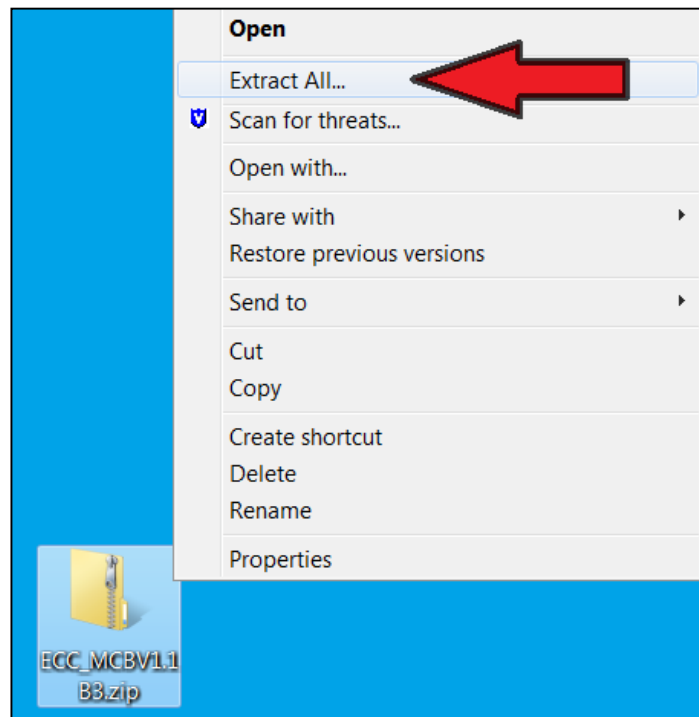 Open
Extract All...
Scan for threats...
Open with...
Share with
Restore previous versions
Send to
Cut
Copy
Create shortcut
Delete
Rename
Properties
ECC_MCBV1.1
B3.zip